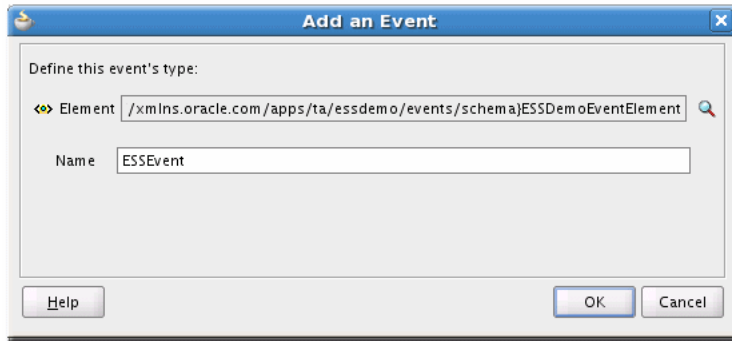 Add an Event
Define this event's type:
Element /xmlns.oracle.com/apps/ta/essdemo/events/schema}ESSDemoEventElement
Name ESSEvent
Help OK Cancel